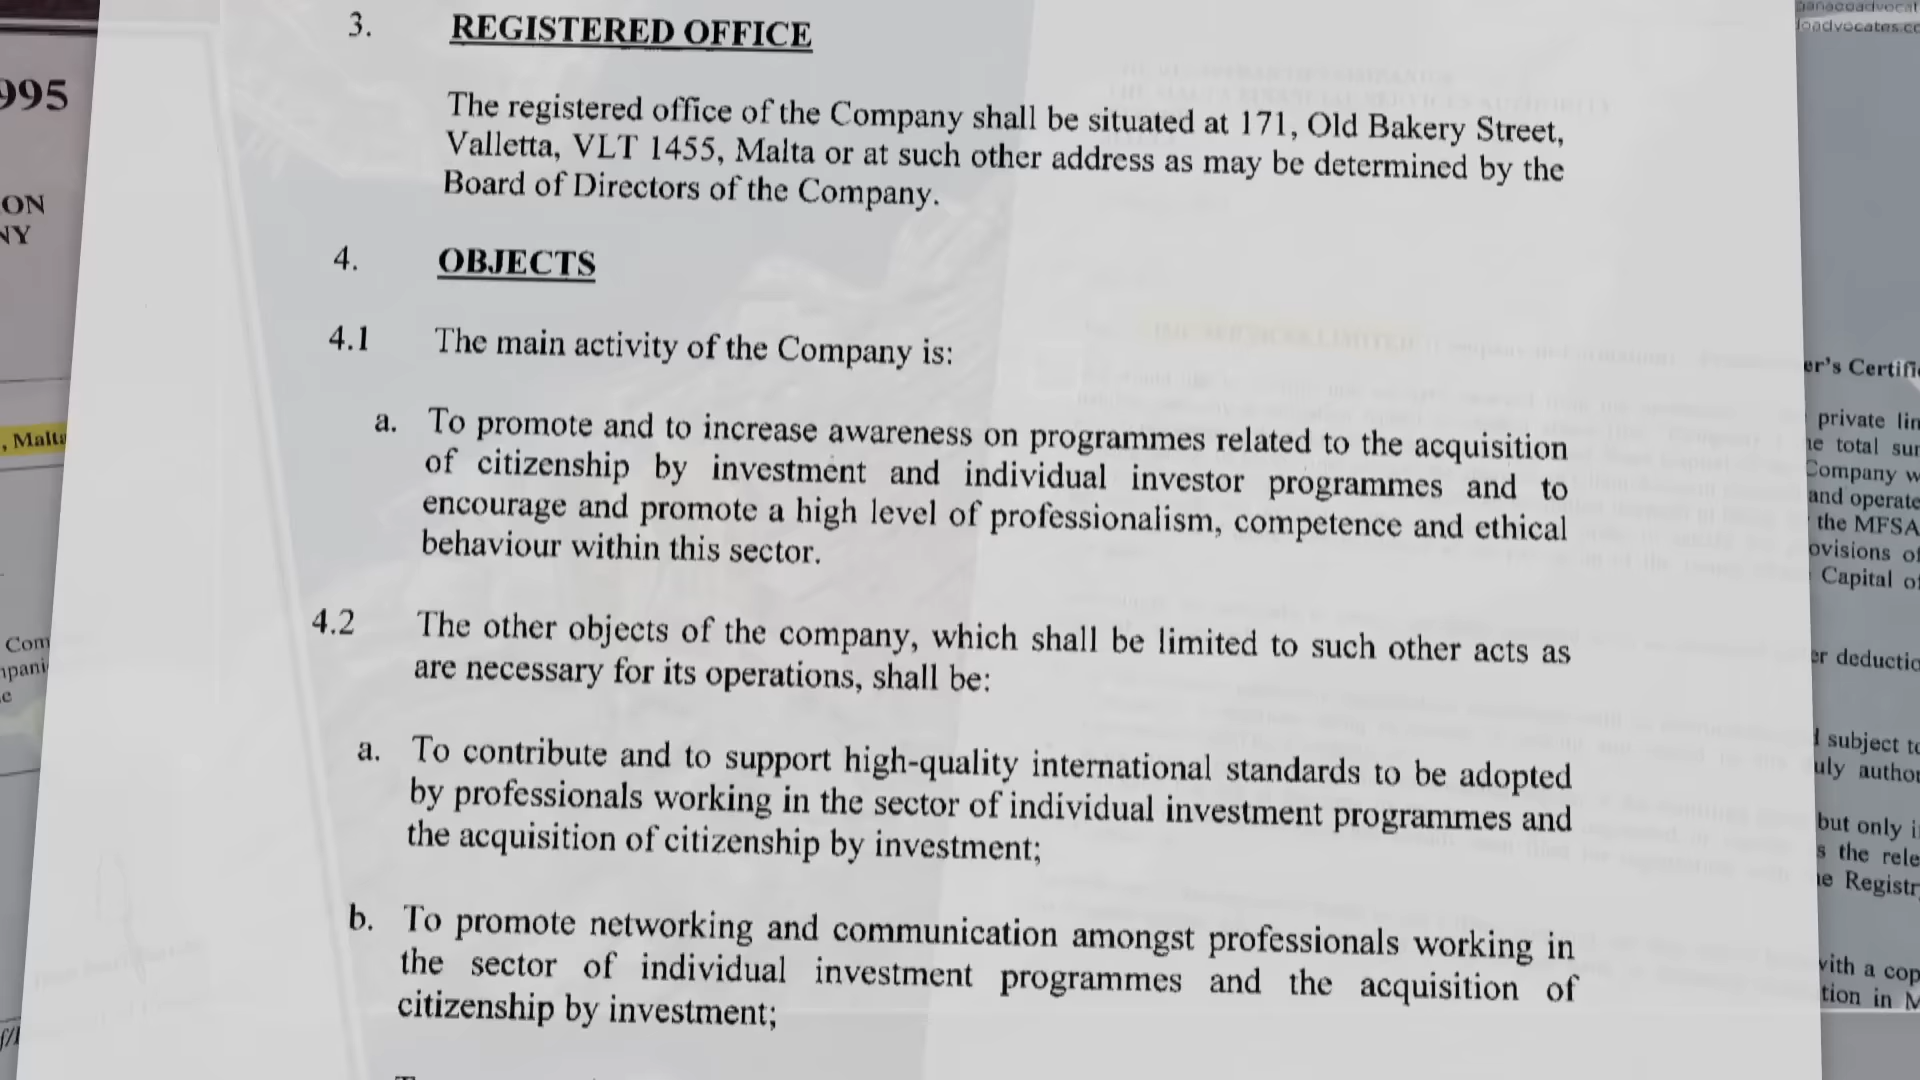 3. REGISTERED OFFICE
The registered office of the Company shall be situated at 171, Old Bakery Street,
Valletta, VLT 1455, Malta or at such other address as may be determined by the
Board of Directors of the Company.
4. OBJECTS
4.1 The main activity of the Company is:
a. To promote and to increase awareness on programmes related to the acquisition
of citizenship by investment and individual investor programmes and to
encourage and promote a high level of professionalism, competence and ethical
behaviour within this sector.
4.2 The other objects of the company, which shall be limited to such other acts as
are necessary for its operations, shall be:
a. To contribute and to support high-quality international standards to be adopted
by professionals working in the sector of individual investment programmes and
the acquisition of citizenship by investment;
b. To promote networking and communication amongst professionals working in
the sector of individual investment programmes and the acquisition of
citizenship by investment;
995
ON
NY
, Malta
Com
er's Certifi
private lim
total sum
Company w
and operate
the MFSA
ovisions of
Capital of
er deductio
subject to
uly author
but only i
s the rele
Registr
with a cop
tion in M